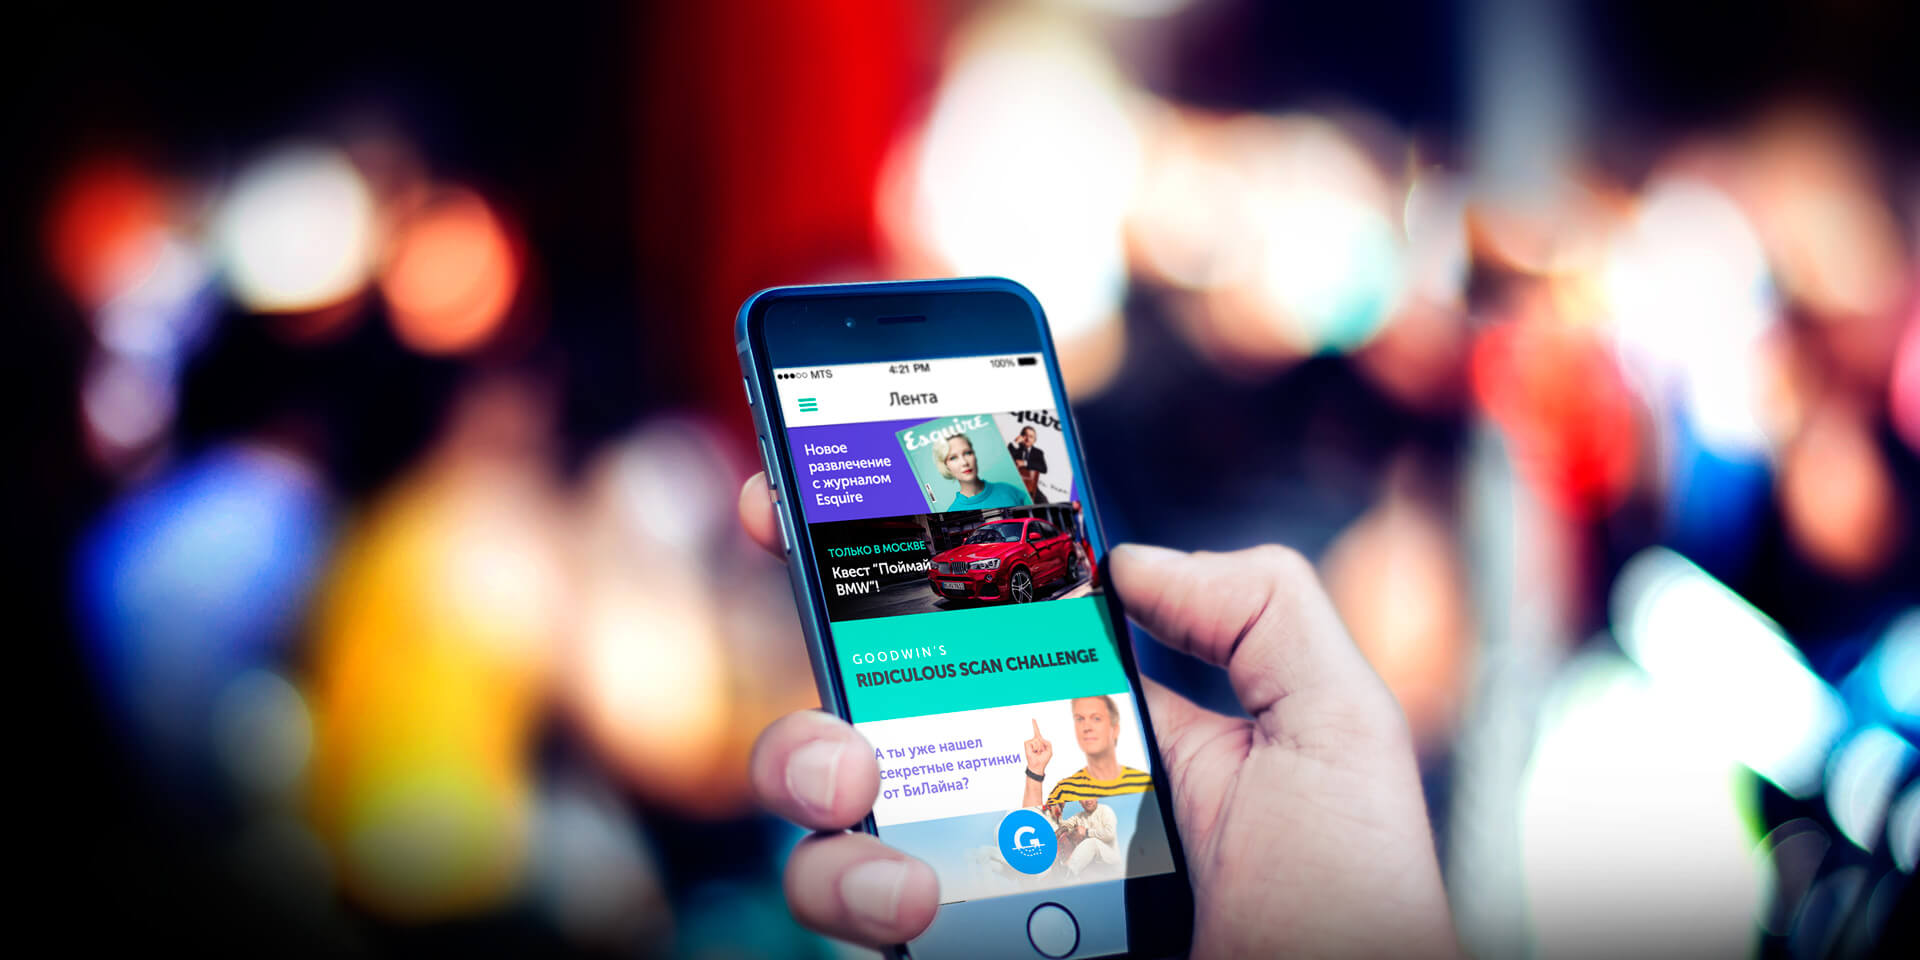 MTS 4:21 PM 100%
Лента
Новое
развлечение
с журналом
Esquire
Esquire
quire
ТОЛЬКО В МОСКВЕ
Квест "Поймай
BMW"!
GOODWIN'S
RIDICULOUS SCAN CHALLENGE
А ты уже нашел
секретные картинки
от БиЛайна?
G